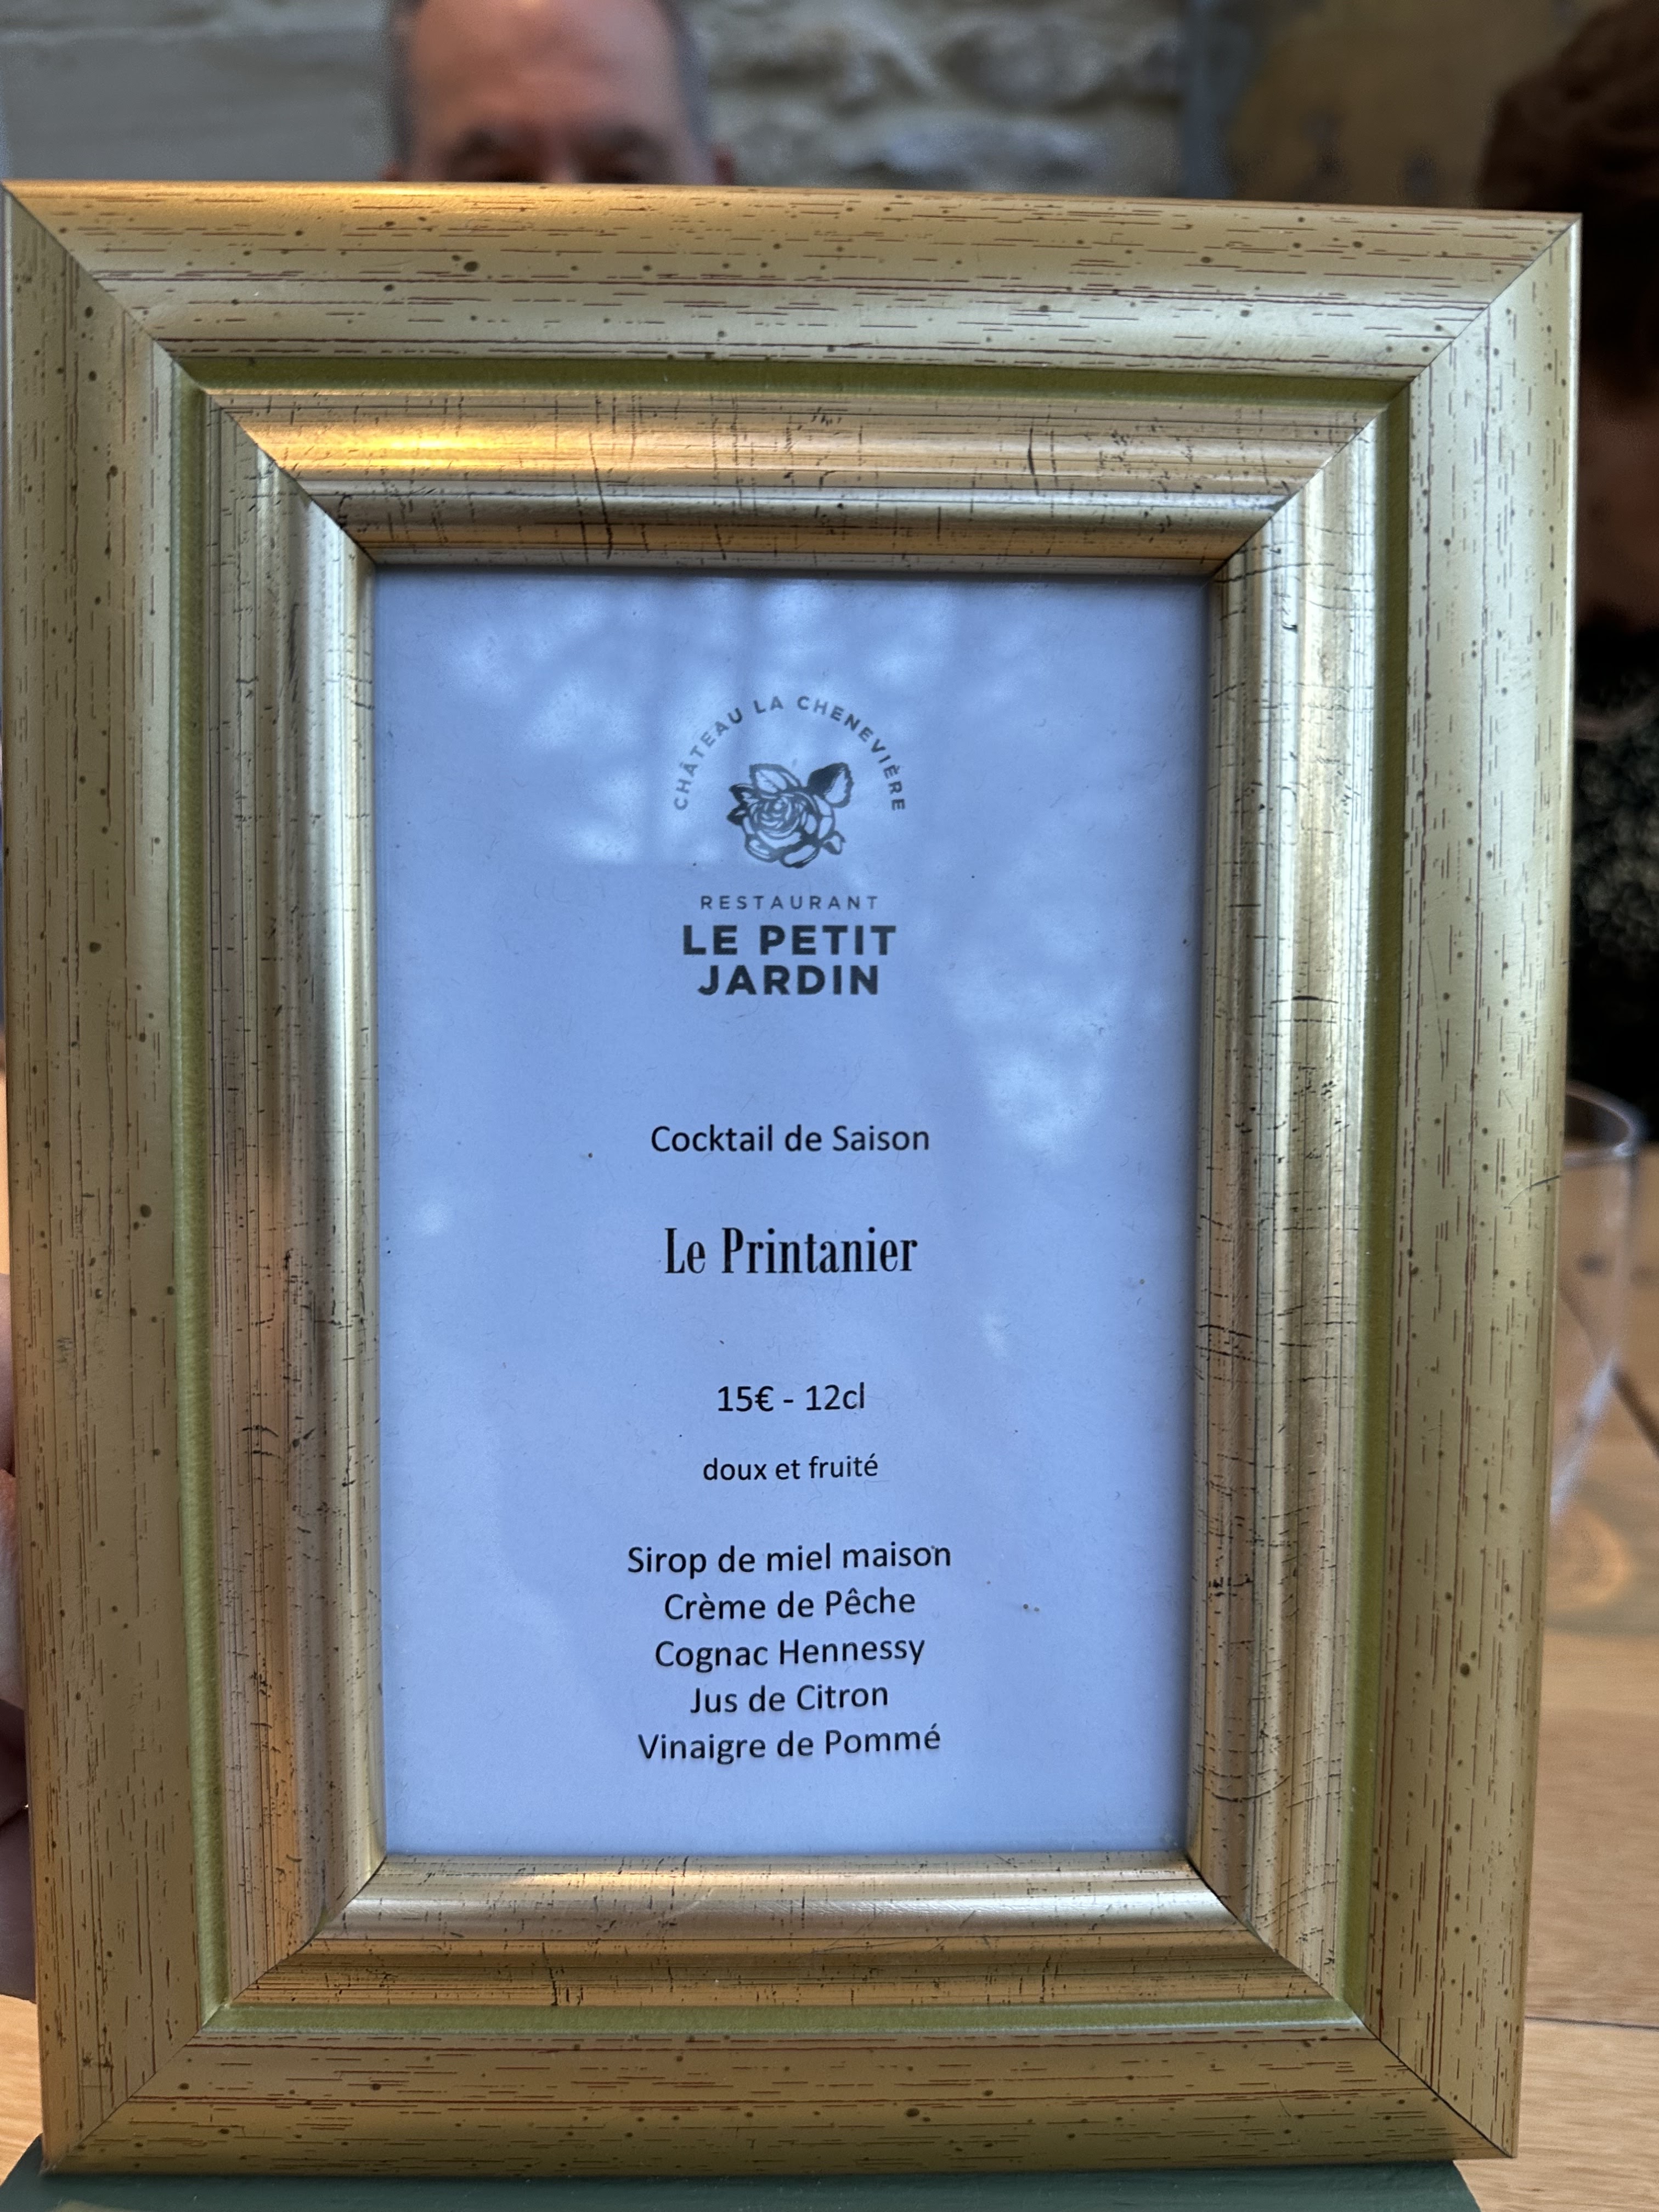 CHÂTEAU LA CHENEVIÈRE
RESTAURANT
LE PETIT
JARDIN
Cocktail de Saison
Le Printanier
15€ - 12cl
doux et fruité
Sirop de miel maison
Crème de Pêche
Cognac Hennessy
Jus de Citron
Vinaigre de Pommé